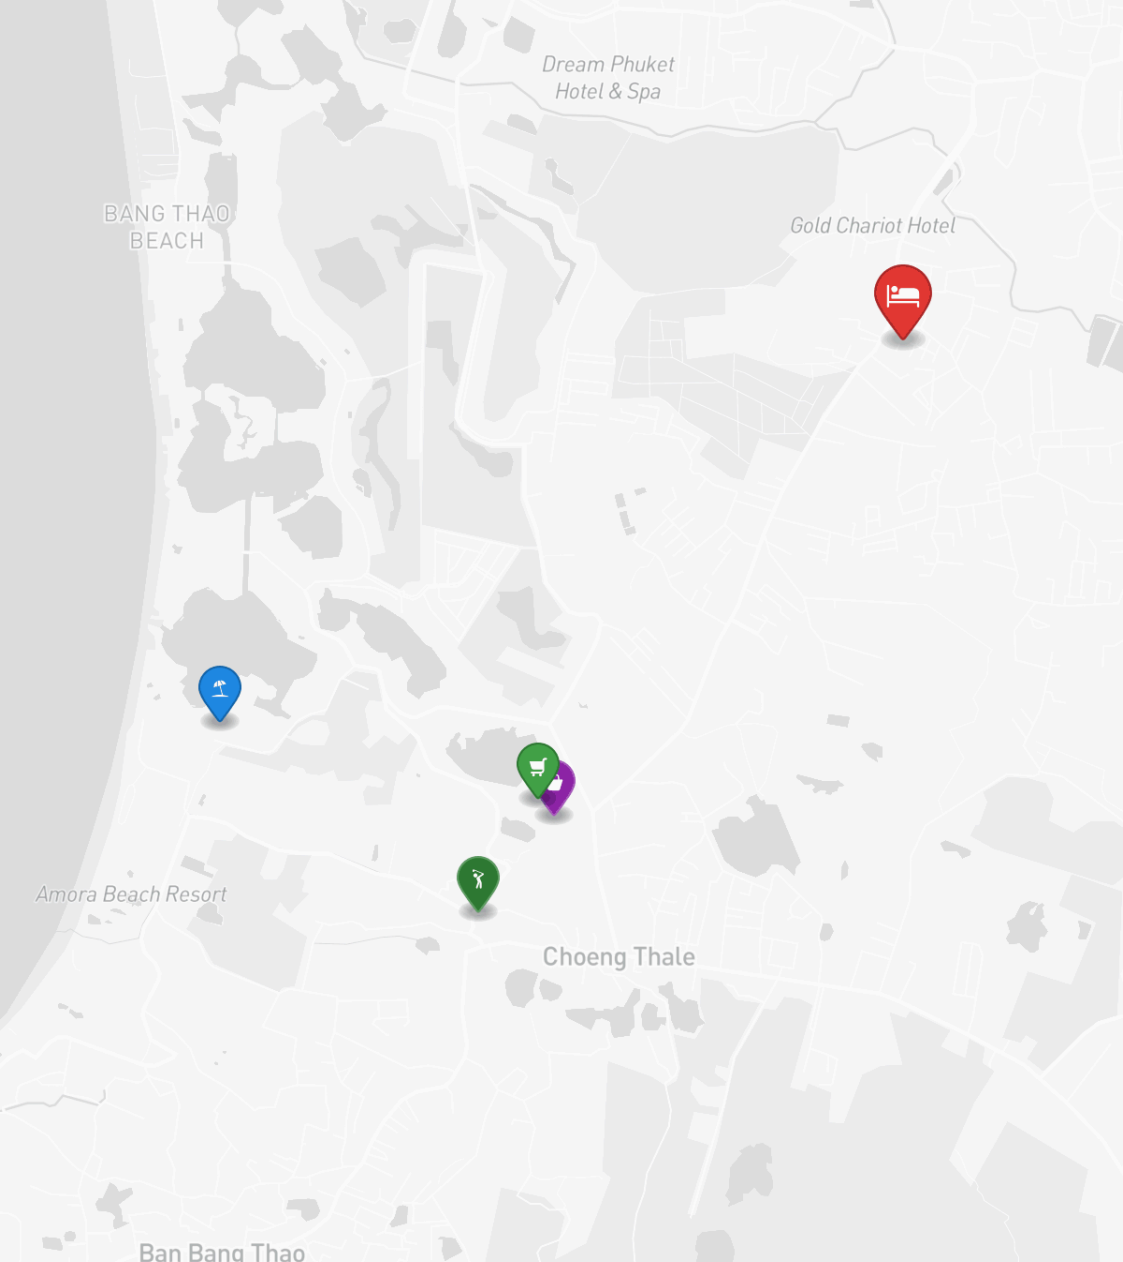 Dream Phuket
Hotel & Spa
BANG THAO
BEACH
Gold Chariot Hotel
Amora Beach Resort
Choeng Thale
Ban Bang Thao